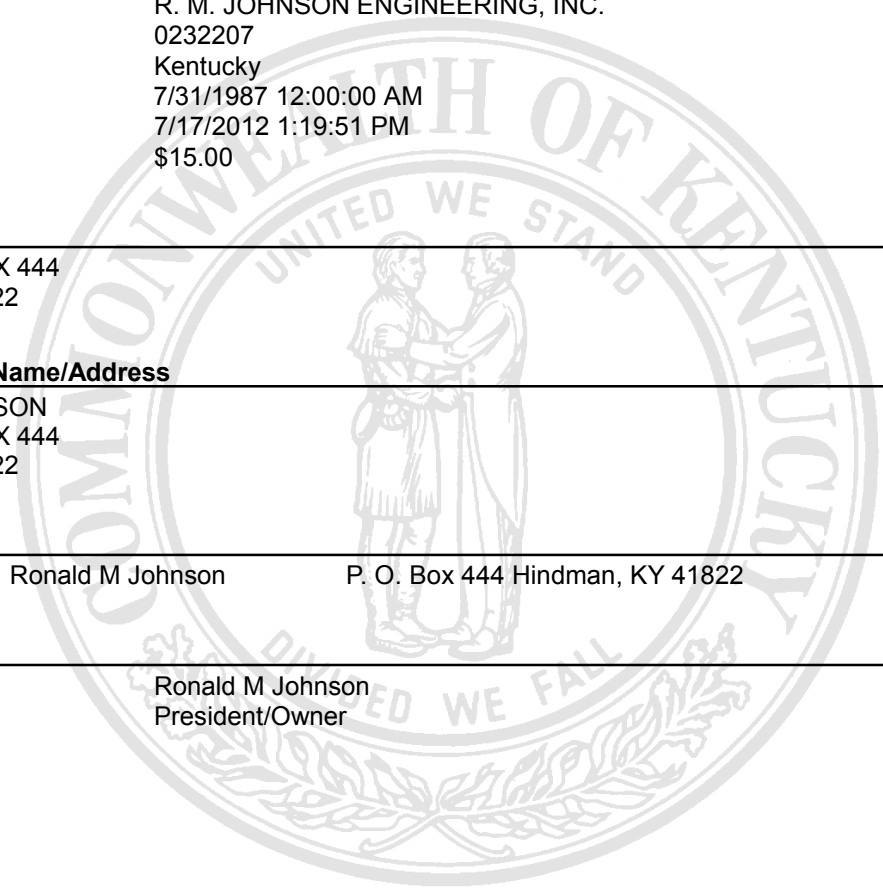 R. M. JOHNSON ENGINEERING, INC.
0232207
Kentucky
7/31/1987 12:00:00 AM
7/17/2012 1:19:51 PM
$15.00
X 444
22
Name/Address
SON
X 444
22
Ronald M Johnson P. O. Box 444 Hindman, KY 41822
Ronald M Johnson
President/Owner
COMMONWEALTH OF KENTUCKY
UNITED WE STAND
DIVIDED WE FALL